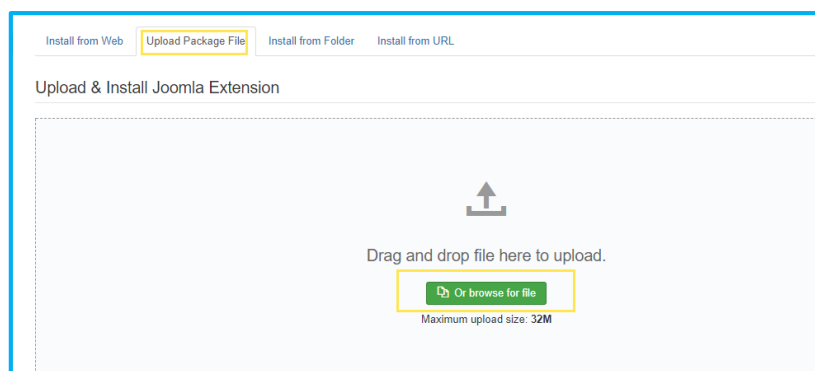 Install from Web Upload Package File Install from Folder Install from URL
Upload & Install Joomla Extension
Drag and drop file here to upload.
Or browse for file
Maximum upload size: 32M